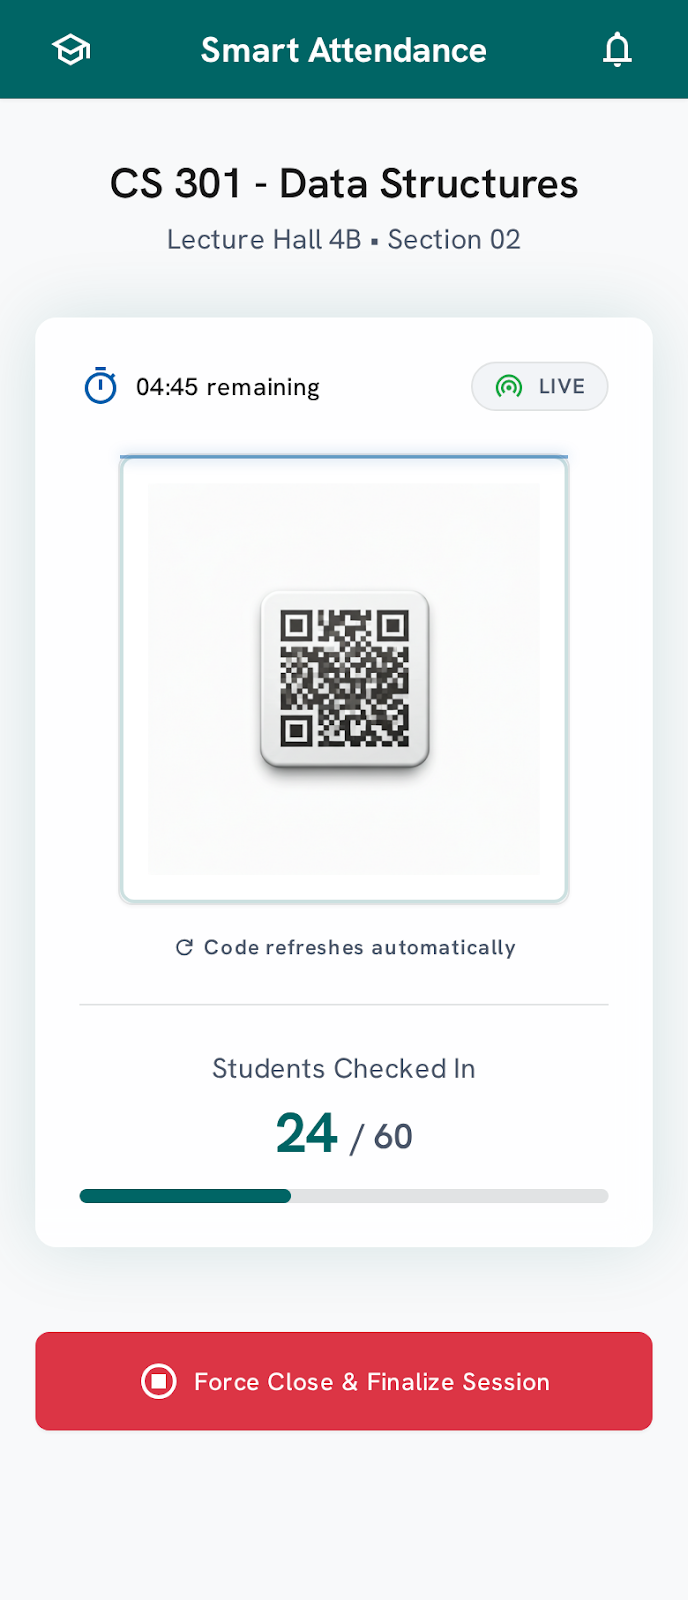 Smart Attendance
CS 301 - Data Structures
Lecture Hall 4B ▪ Section 02
04:45 remaining
LIVE
Code refreshes automatically
Students Checked In
24 / 60
Force Close & Finalize Session